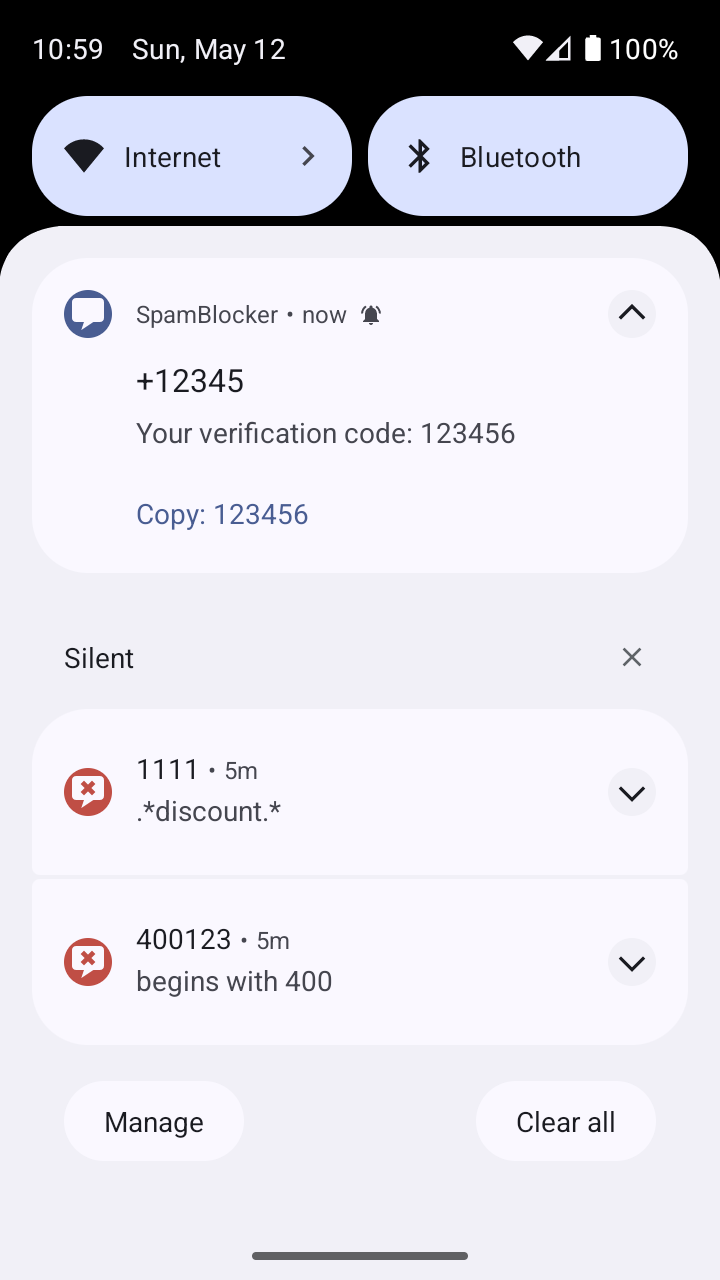 10:59 Sun, May 12 100%
Internet Bluetooth
SpamBlocker • now
+12345
Your verification code: 123456
Copy: 123456
Silent
1111 • 5m
.*discount.*
400123 • 5m
begins with 400
Manage Clear all